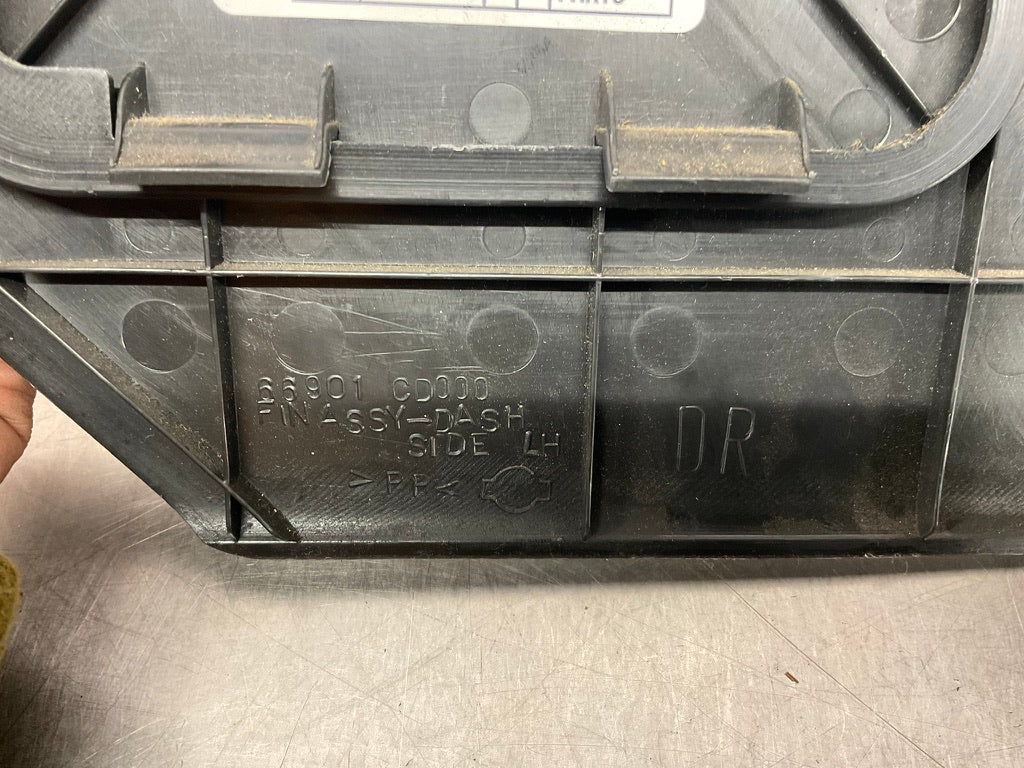 66901 CD000
FIN ASSY-DASH
SIDE LH
>PP<
DR